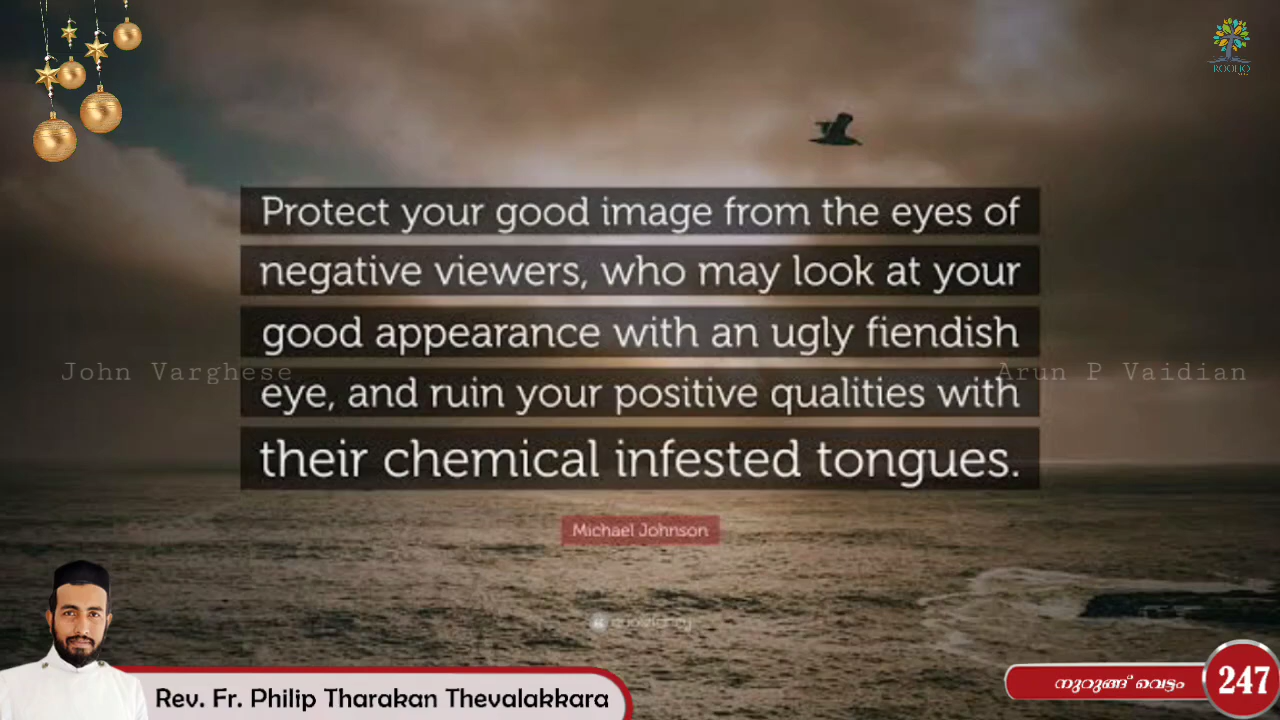 ROOHO
Protect your good image from the eyes of
negative viewers, who may look at your
good appearance with an ugly fiendish
eye, and ruin your positive qualities with
their chemical infested tongues.
John Varghese
Arun P Vaidian
Michael Johnson
quotefancy
Rev. Fr. Philip Tharakan Thevalakkara
നുറുങ്ങ് വെട്ടം
247